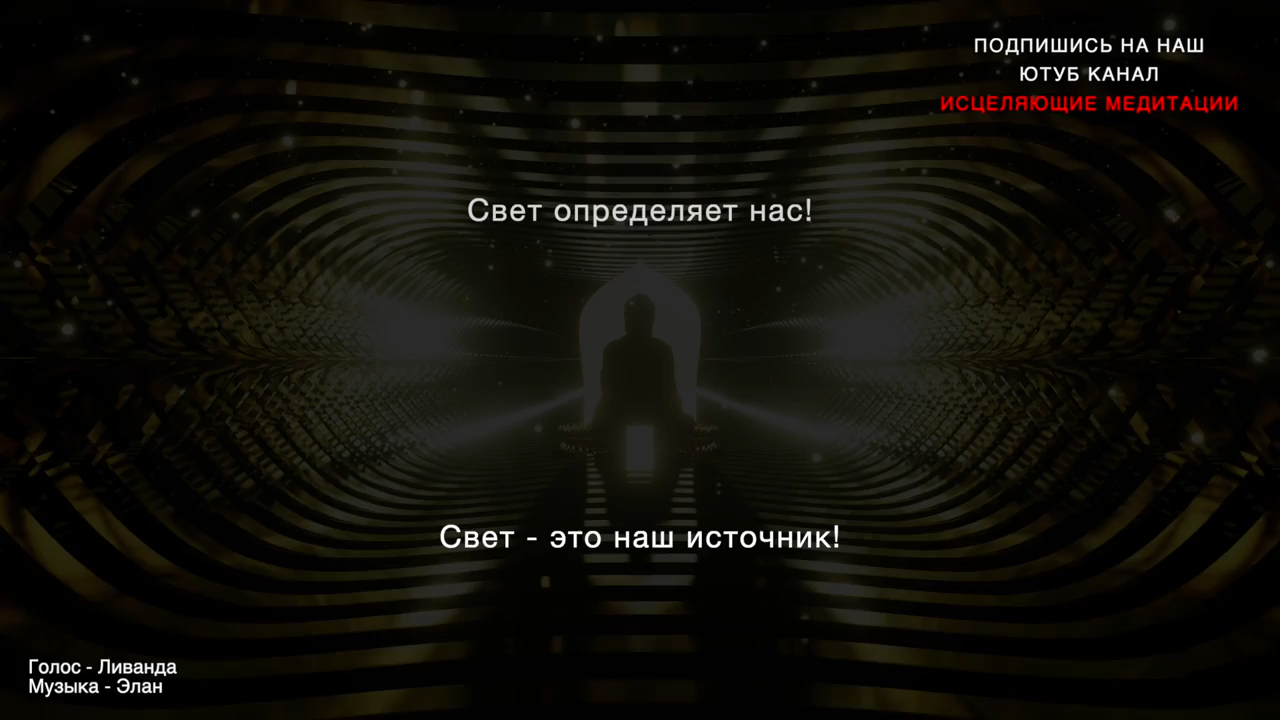 ПОДПИШИСЬ НА НАШ
ЮТУБ КАНАЛ
ИСЦЕЛЯЮЩИЕ МЕДИТАЦИИ
Свет определяет нас!
Свет - это наш источник!
Голос - Ливанда
Музыка - Элан